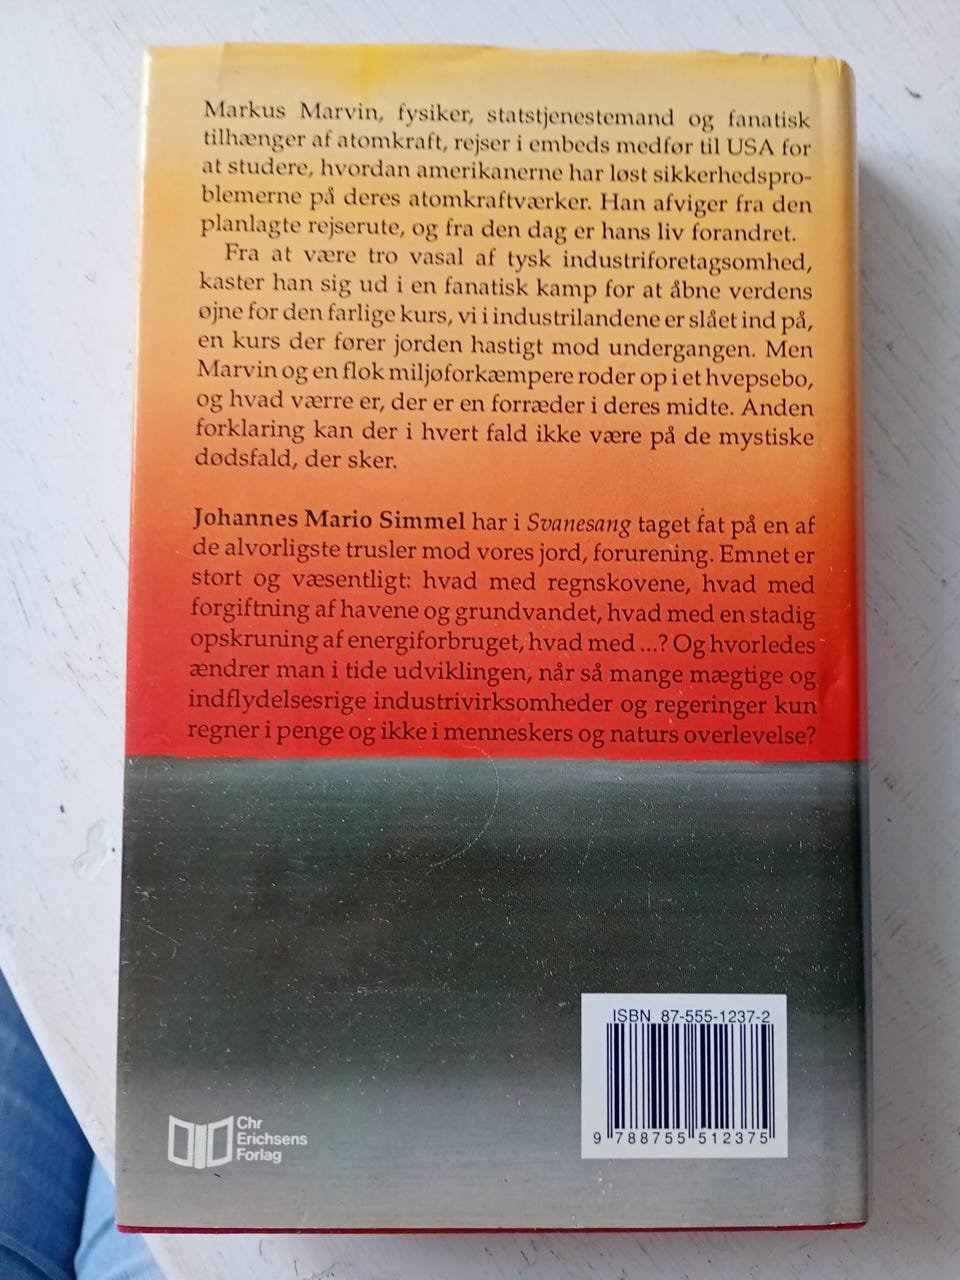 Markus Marvin, fysiker, statstjenestemand og fanatisk
tilhænger af atomkraft, rejser i embeds medfør til USA for
at studere, hvordan amerikanerne har løst sikkerhedspro-
blemerne på deres atomkraftværker. Han afviger fra den
planlagte rejserute, og fra den dag er hans liv forandret.
Fra at være tro vasal af tysk industriforetagsomhed,
kaster han sig ud i en fanatisk kamp for at åbne verdens
øjne for den farlige kurs, vi i industrilandene er slået ind på,
en kurs der fører jorden hastigt mod undergangen. Men
Marvin og en flok miljøforkæmpere roder op i et hvepsebo,
og hvad værre er, der er en forræder i deres midte. Anden
forklaring kan der i hvert fald ikke være på de mystiske
dødsfald, der sker.
Johannes Mario Simmel har i Svanesang taget fat på en af
de alvorligste trusler mod vores jord, forurening. Emnet er
stort og væsentligt: hvad med regnskovene, hvad med
forgiftning af havene og grundvandet, hvad med en stadig
opskruning af energiforbruget, hvad med ...? Og hvorledes
ændrer man i tide udviklingen, når så mange mægtige og
indflydelsesrige industrivirksomheder og regeringer kun
regner i penge og ikke i menneskers og naturs overlevelse?
ISBN 87-555-1237-2
9 788755 512375
Chr
Erichsens
Forlag